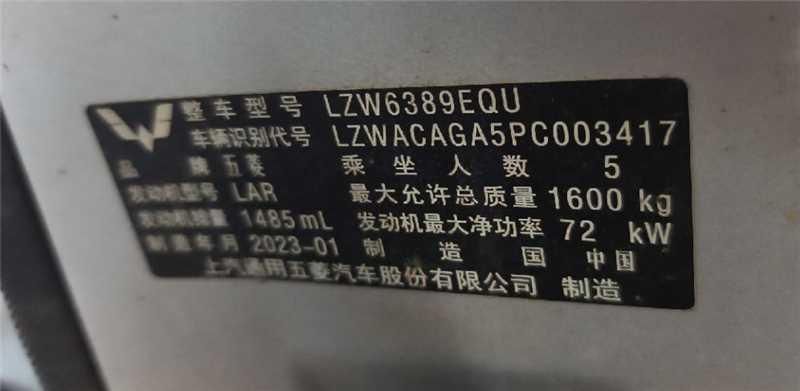 整车型号 LZW6389EQU
车辆识别代号 LZWACAGA5PC003417
品牌 五菱 乘坐人数 5
发动机型号 LAR 最大允许总质量 1600 kg
发动机排量 1485 mL 发动机最大净功率 72 kW
制造年月 2023-01 制造国 中国
上汽通用五菱汽车股份有限公司 制造